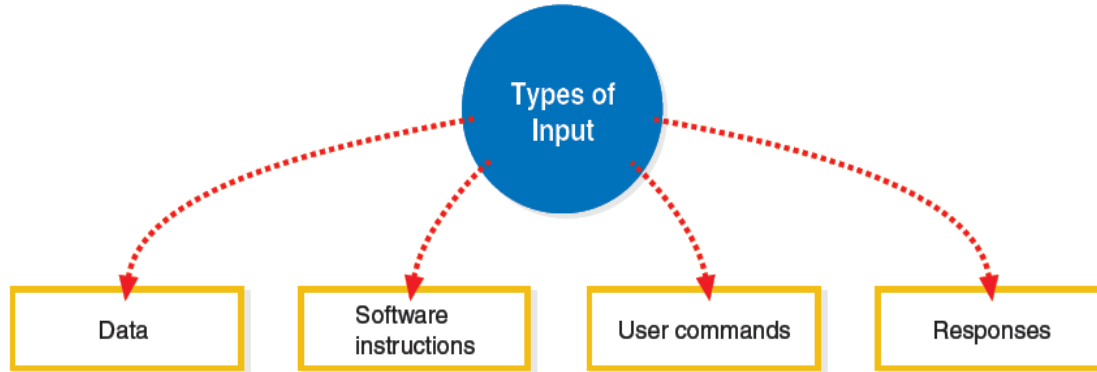 Types of
Input
Data
Software
instructions
User commands
Responses